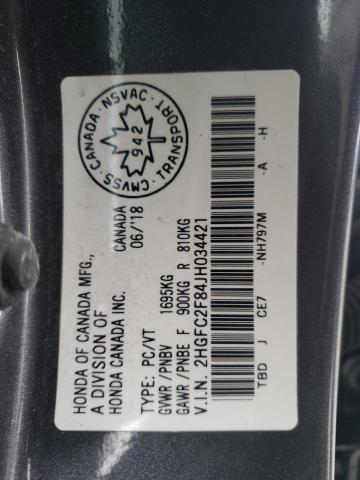 HONDA OF CANADA MFG.,
A DIVISION OF
HONDA CANADA INC.
CANADA
06/'18
CANADA - NSVAC - TRANSPORT - CMVSS -
942
TYPE: PC/VT
GVWR/PNBV 1695KG
GAWR/PNBE F 900KG R 810KG
V.I.N. 2HGFC2F84JH034421
TBD J CE7 -NH797M -A -H